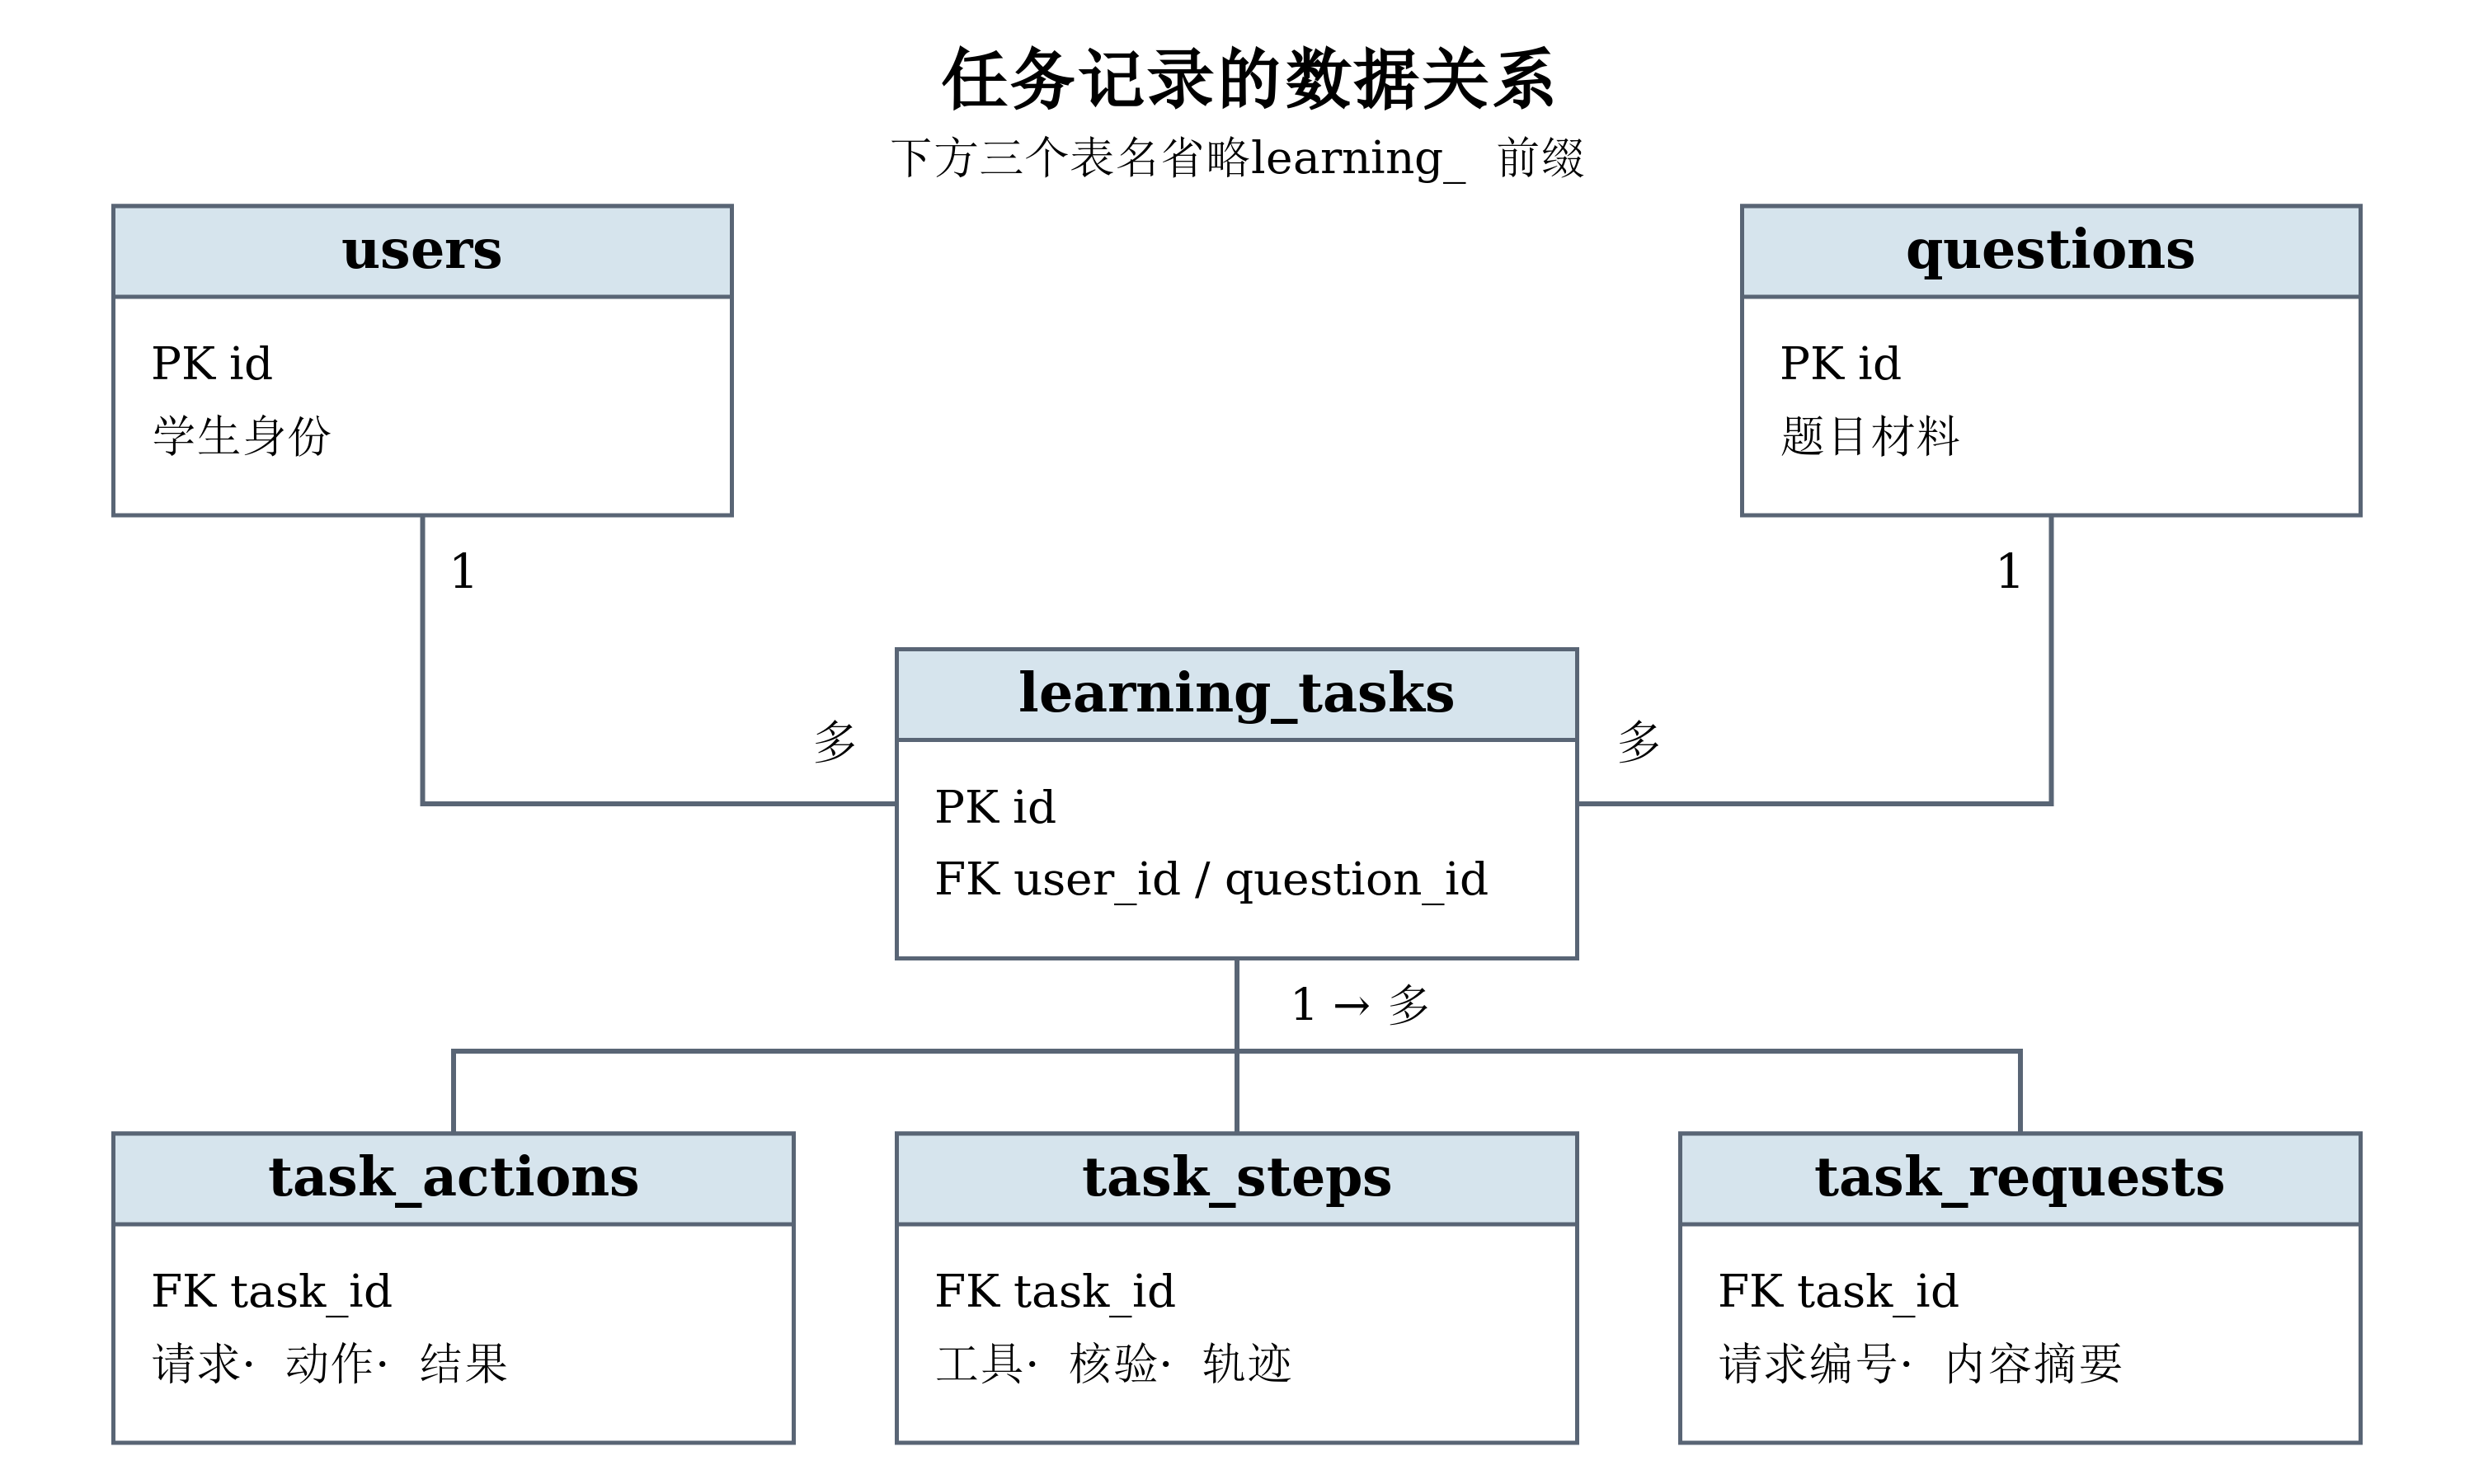 任务记录的数据关系
下方三个表名省略learning_ 前缀
users
PK id
学生身份
questions
PK id
题目材料
1
1
learning_tasks
多
多
PK id
FK user_id / question_id
1 → 多
task_actions
FK task_id
请求· 动作· 结果
task_steps
FK task_id
工具· 核验· 轨迹
task_requests
FK task_id
请求编号· 内容摘要